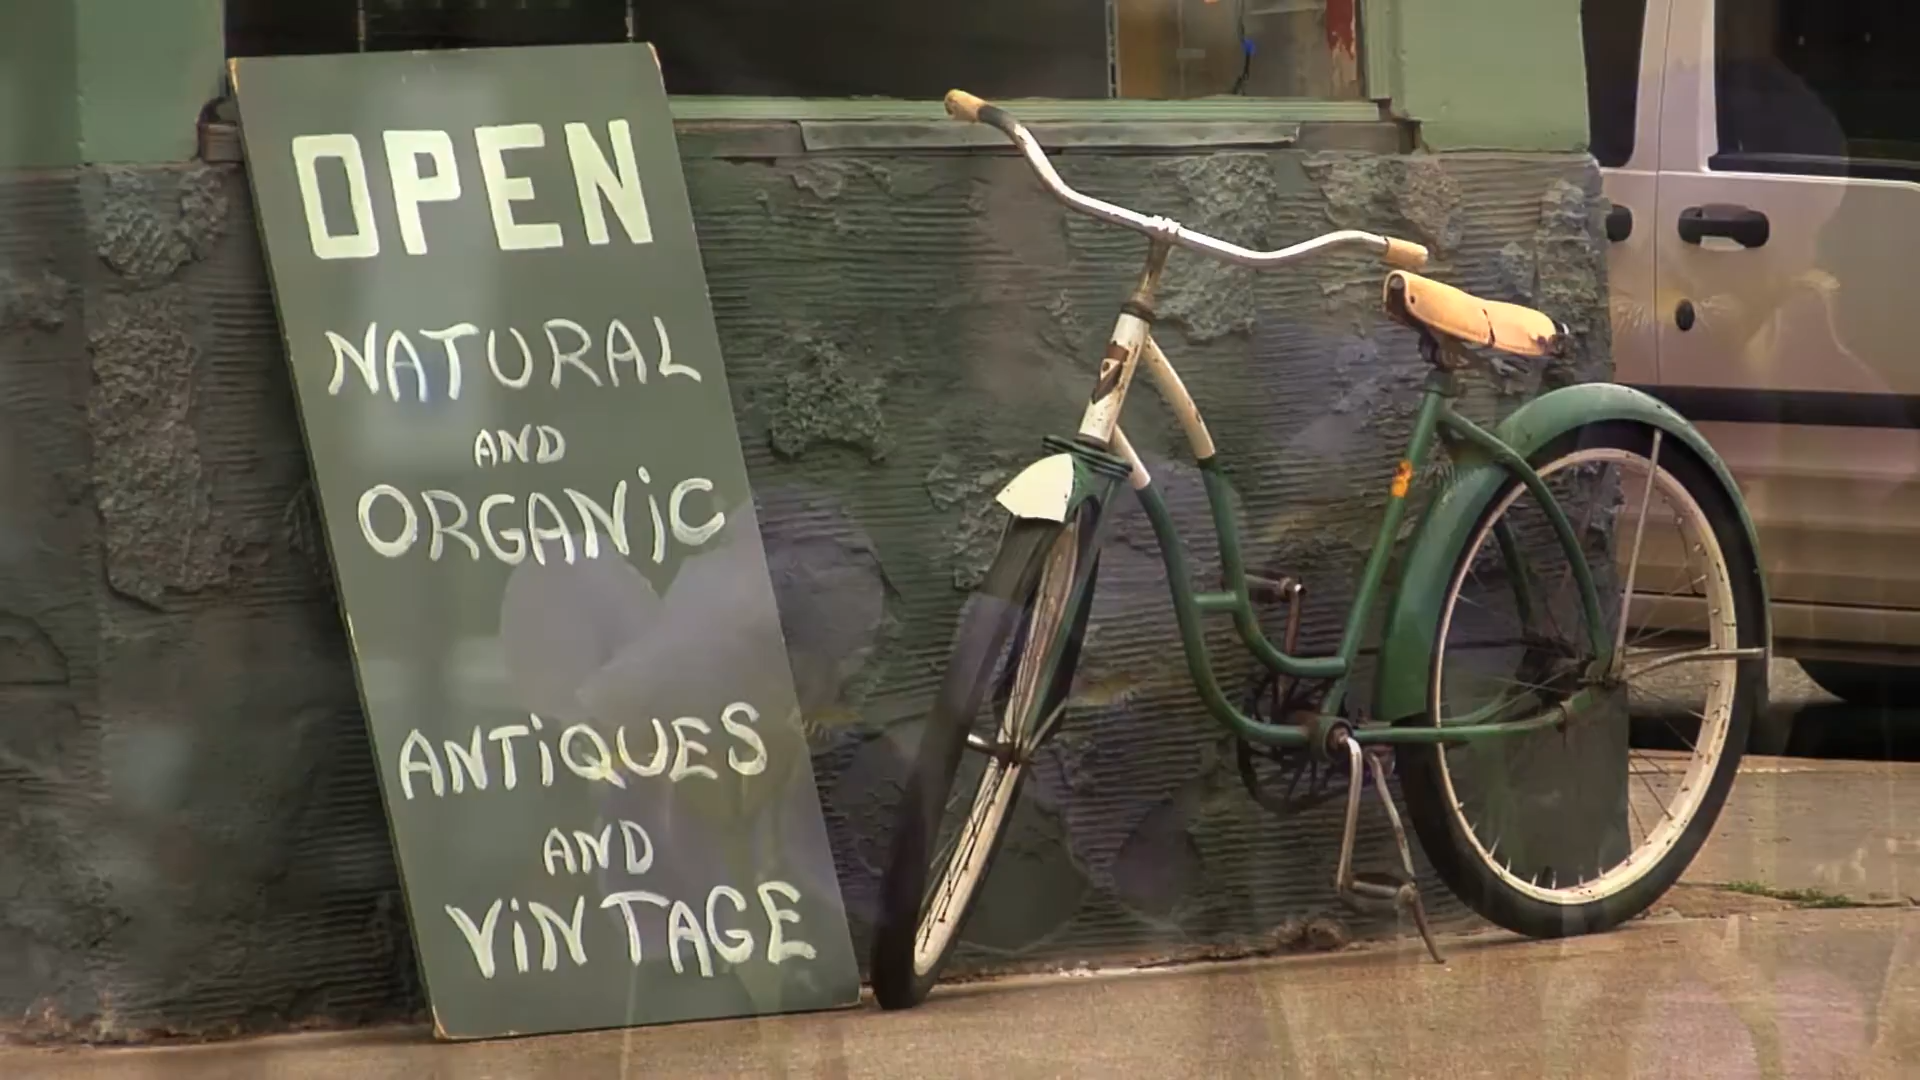 OPEN
NATURAL
AND
ORGANiC
ANTiQUES
AND
ViNTAGE